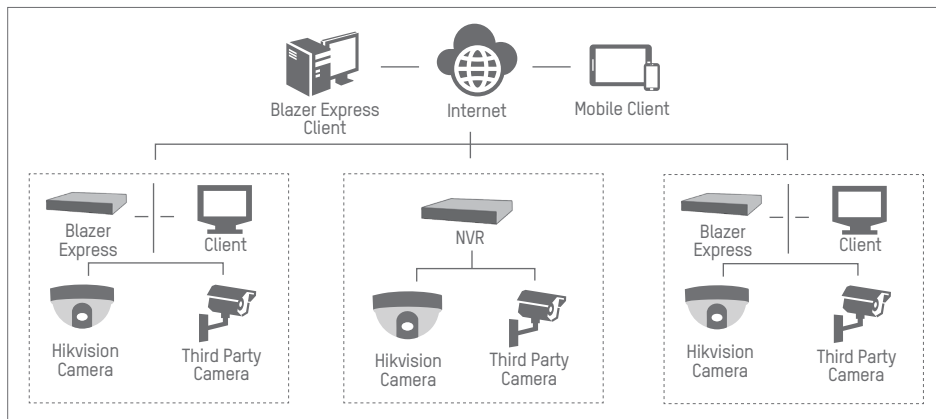 Blazer Express
Client
Internet
Mobile Client
Blazer
Express
Client
Hikvision
Camera
Third Party
Camera
NVR
Hikvision
Camera
Third Party
Camera
Blazer
Express
Client
Hikvision
Camera
Third Party
Camera